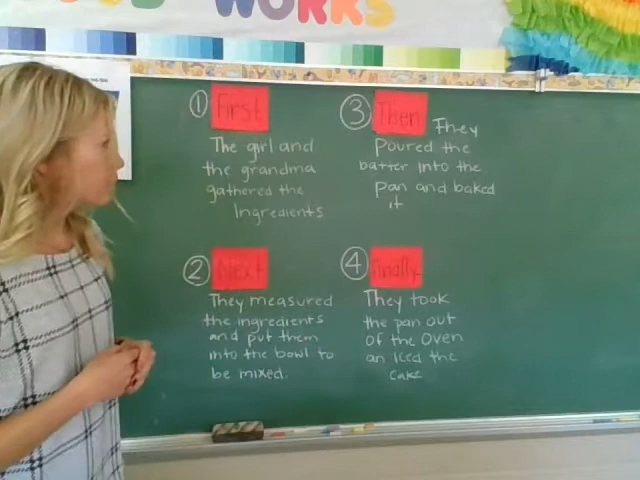 WORKS
1 First
The girl and
the grandma
gathered the
Ingredients
2 Next
They measured
the ingredients
and put them
into the bowl to
be mixed.
3 Then They
Poured the
batter into the
pan and baked
it
4 Finally
They took
the pan out
Of the Oven
an Iced the
cake